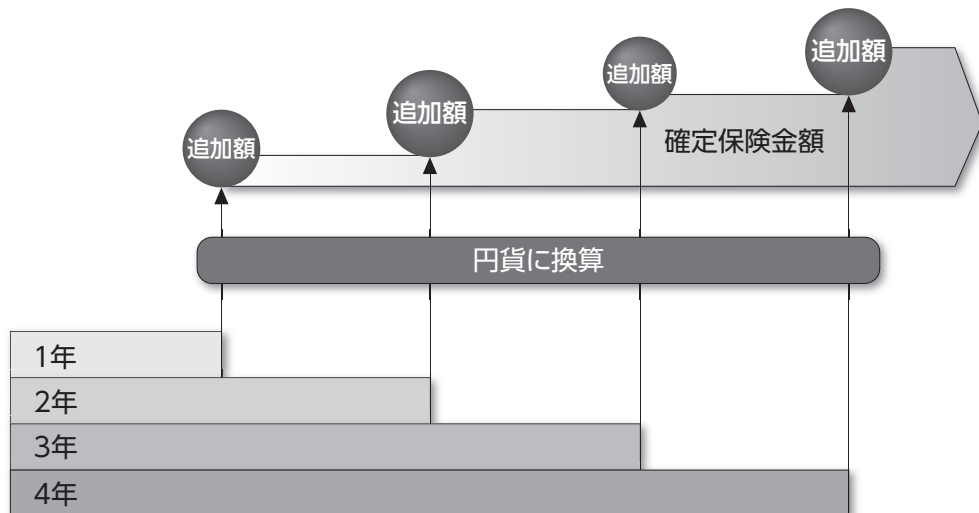 追加額
追加額
追加額
追加額
確定保険金額
円貨に換算
1年
2年
3年
4年